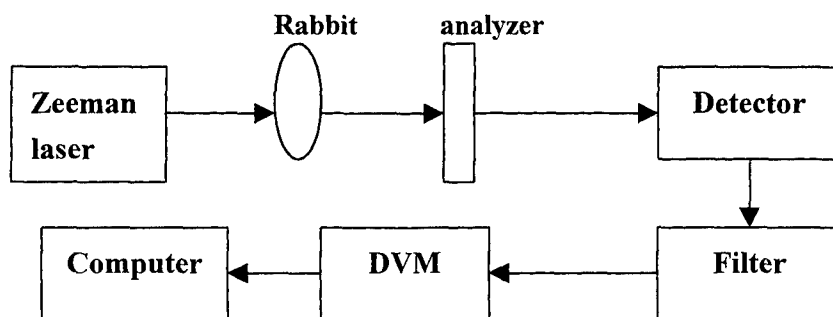 Rabbit
analyzer
Zeeman
laser
Detector
Computer
DVM
Filter